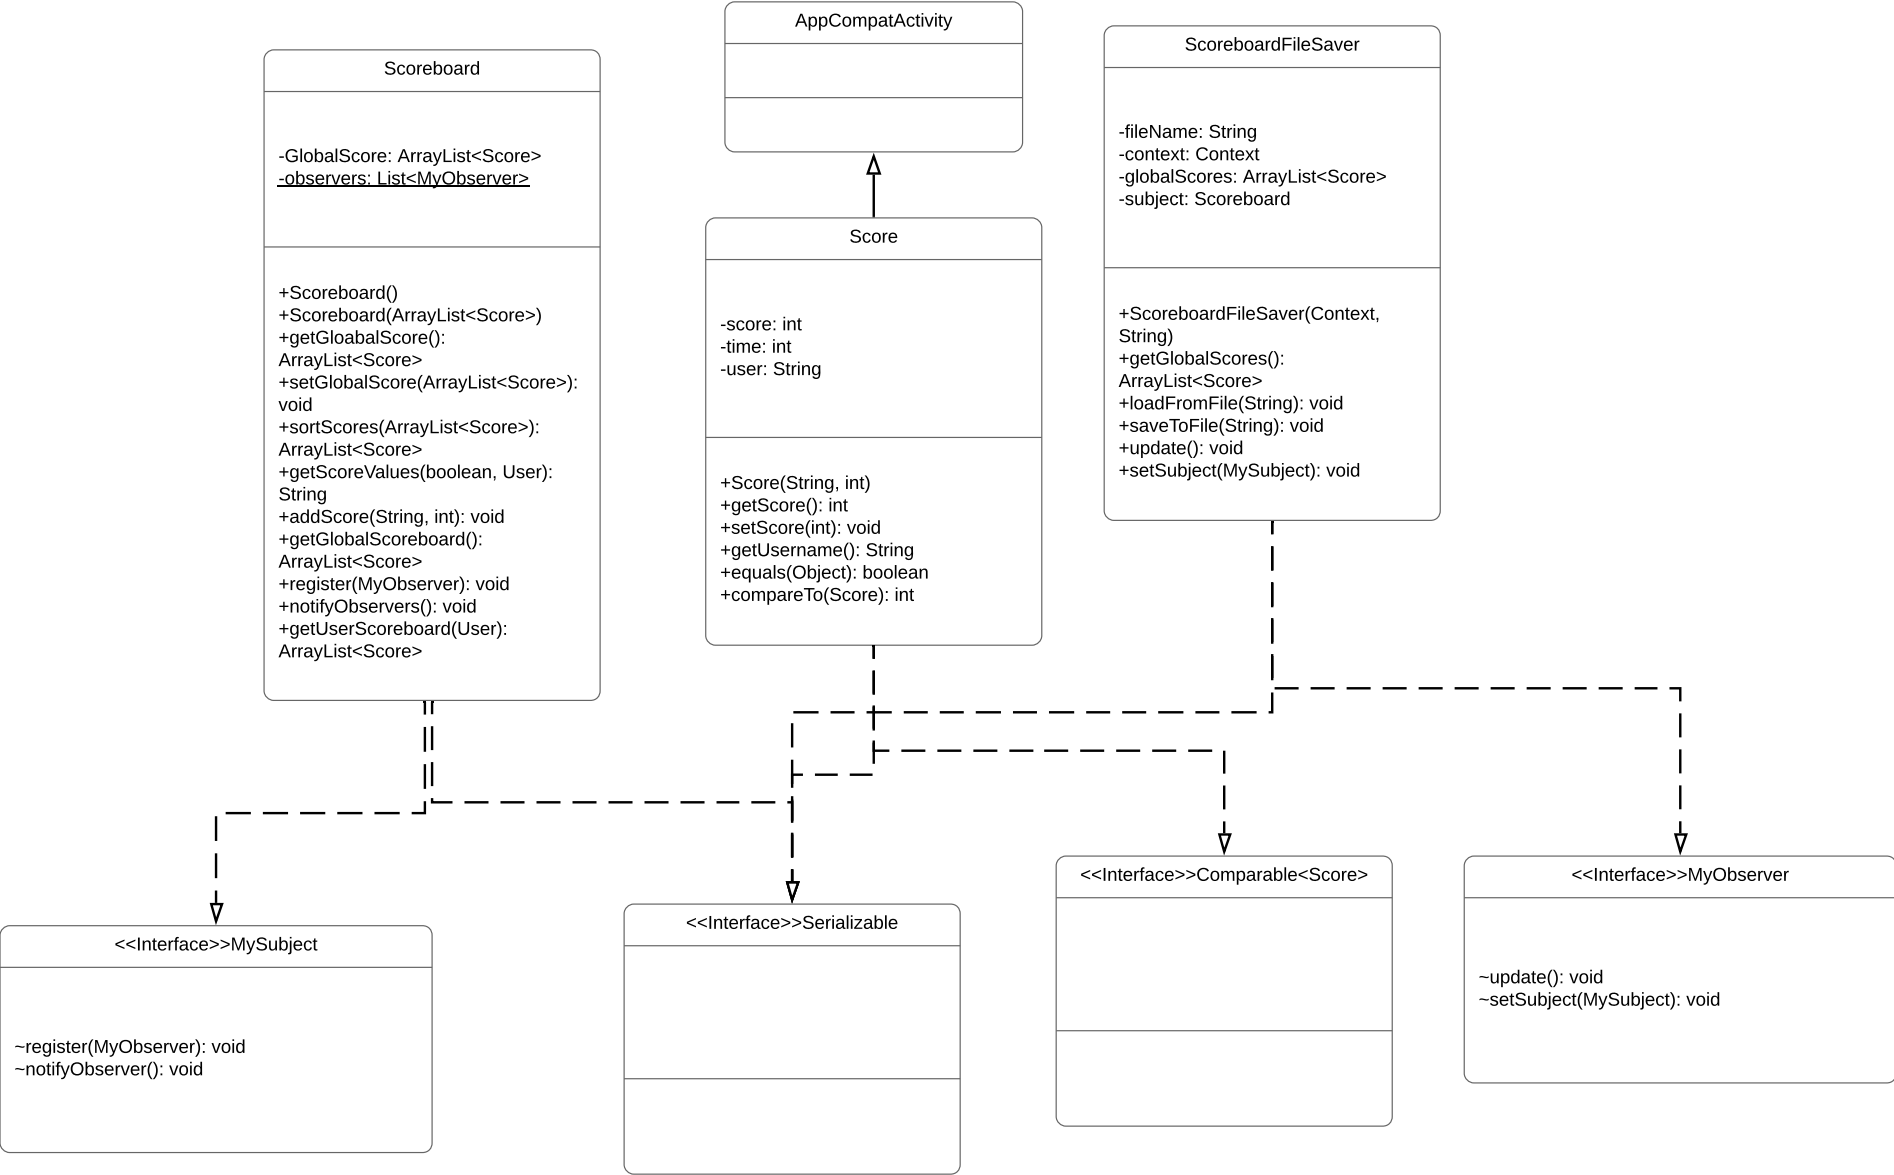 Scoreboard
-GlobalScore: ArrayList<Score>
-observers: List<MyObserver>
+Scoreboard()
+Scoreboard(ArrayList<Score>)
+getGloabalScore():
ArrayList<Score>
+setGlobalScore(ArrayList<Score>):
void
+sortScores(ArrayList<Score>):
ArrayList<Score>
+getScoreValues(boolean, User):
String
+addScore(String, int): void
+getGlobalScoreboard():
ArrayList<Score>
+register(MyObserver): void
+notifyObservers(): void
+getUserScoreboard(User):
ArrayList<Score>
AppCompatActivity
Score
-score: int
-time: int
-user: String
+Score(String, int)
+getScore(): int
+setScore(int): void
+getUsername(): String
+equals(Object): boolean
+compareTo(Score): int
ScoreboardFileSaver
-fileName: String
-context: Context
-globalScores: ArrayList<Score>
-subject: Scoreboard
+ScoreboardFileSaver(Context,
String)
+getGlobalScores():
ArrayList<Score>
+loadFromFile(String): void
+saveToFile(String): void
+update(): void
+setSubject(MySubject): void
<<Interface>>MySubject
~register(MyObserver): void
~notifyObserver(): void
<<Interface>>Serializable
<<Interface>>Comparable<Score>
<<Interface>>MyObserver
~update(): void
~setSubject(MySubject): void